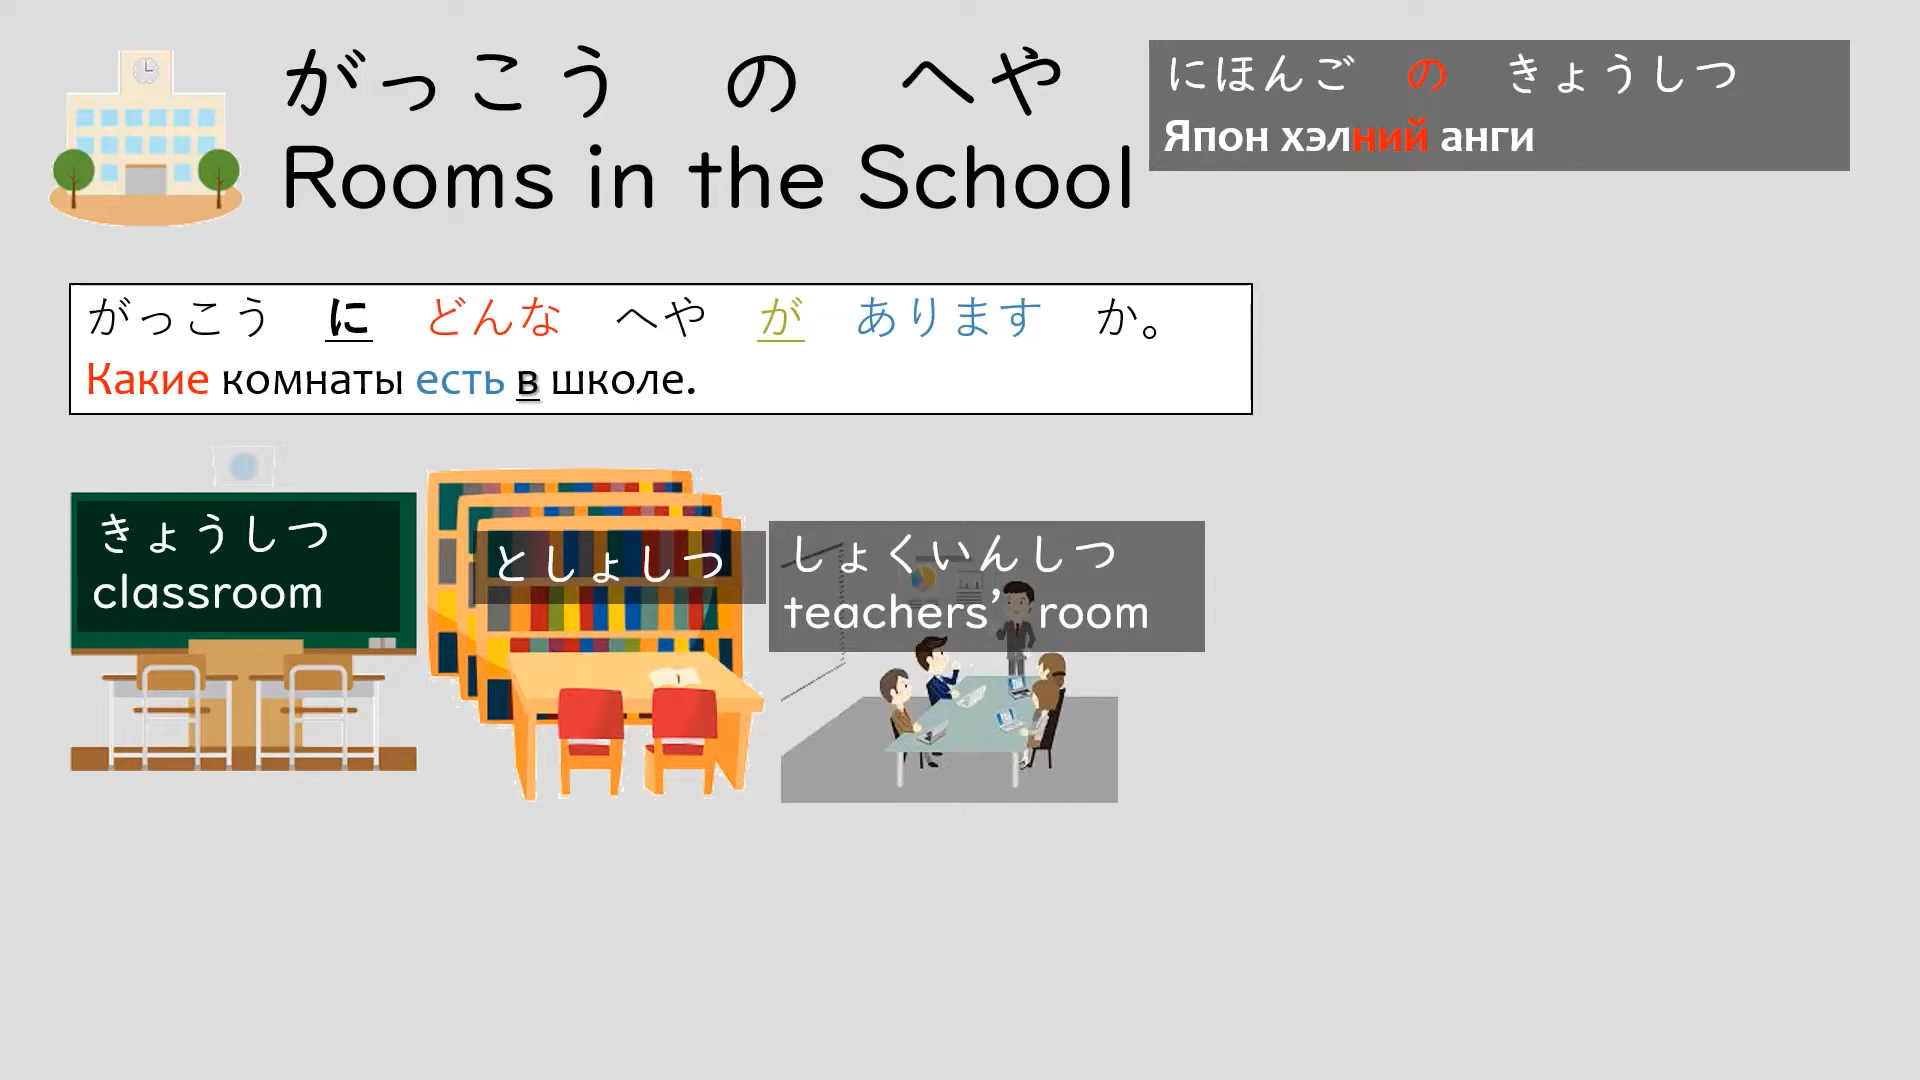 がっこう の へや
Rooms in the School
にほんご の きょうしつ
Япон хэлний анги
がっこう に どんな へや が あります か。
Какие комнаты есть в школе.
きょうしつ
classroom
としょしつ
しょくいんしつ
teachers’ room